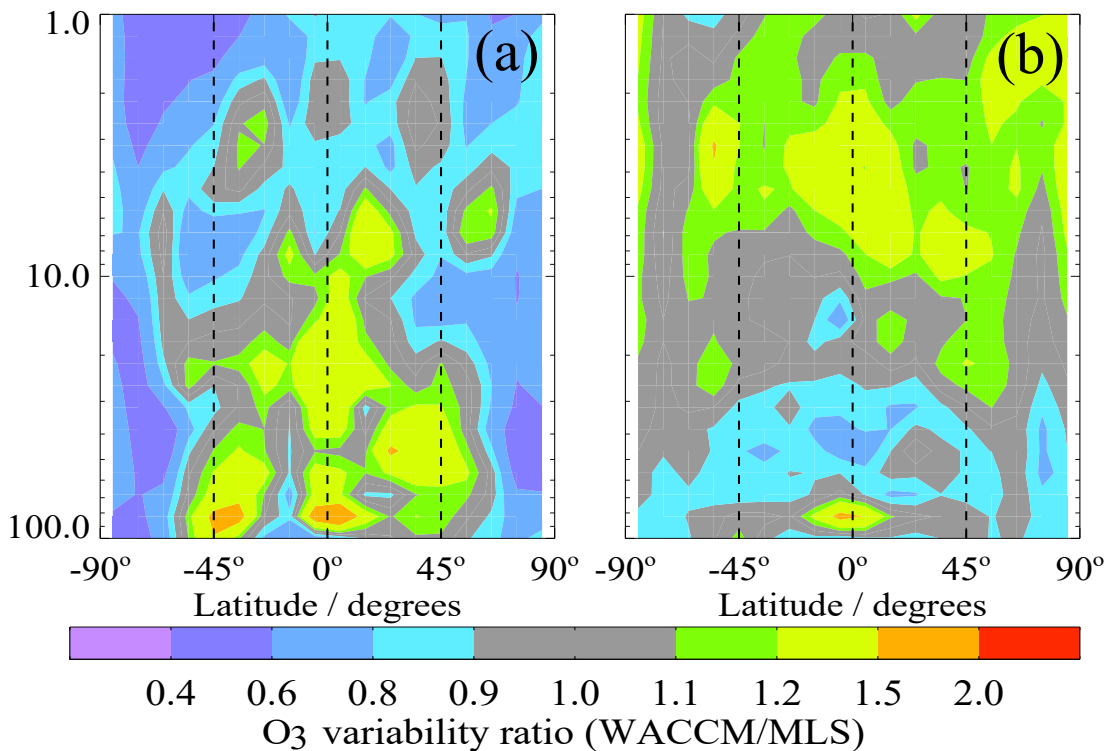 1.0
(a)
(b)
10.0
100.0
-90º -45º 0º 45º 90º
-90º -45º 0º 45º 90º
Latitude / degrees
Latitude / degrees
0.4 0.6 0.8 0.9 1.0 1.1 1.2 1.5 2.0
O3 variability ratio (WACCM/MLS)